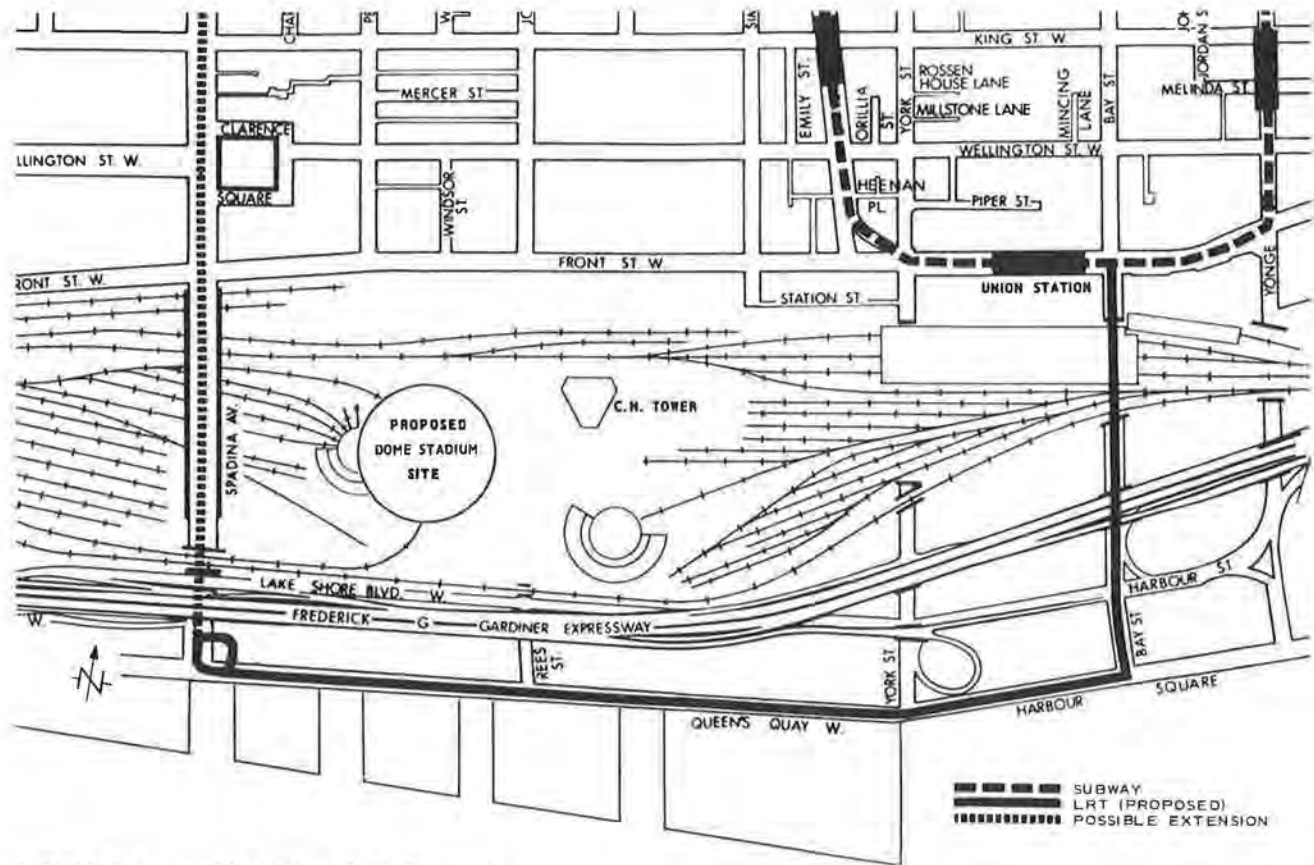 KING ST. W.
JORDAN S
MELINDA ST.
ROSSEN
HOUSE LANE
MILLSTONE LANE
MERCER ST.
EMILY ST.
ORILLIA
ST.
YORK ST
MINCING
LANE
BAY ST.
CLARENCE
SQUARE
LLINGTON ST. W.
WELLINGTON ST. W.
WINDSOR
ST.
HEENAN
PL.
PIPER ST.
FRONT ST. W.
RONT ST. W.
STATION ST.
UNION STATION
YONGE
SPADINA AV.
PROPOSED
DOME STADIUM
SITE
C.N. TOWER
LAKE SHORE BLVD. W.
FREDERICK G GARDINER EXPRESSWAY
W.
HARBOUR ST.
BAY ST
REES
ST.
YORK ST.
HARBOUR SQUARE
QUEEN'S QUAY W.
N
SUBWAY
LRT (PROPOSED)
POSSIBLE EXTENSION